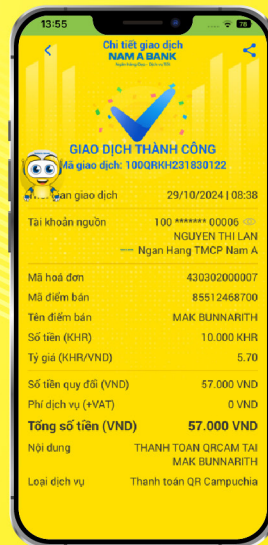 13:55
78
Chi tiết giao dịch
NAM A BANK
GIAO DỊCH THÀNH CÔNG
Mã giao dịch: 100QRKH231830122
gian giao dịch 29/10/2024 | 08:38
Tài khoản nguồn 100 ******* 00006
NGUYEN THI LAN
Ngan Hang TMCP Nam A
Mã hoá đơn 430302000007
Mã điểm bán 85512468700
Tên điểm bán MAK BUNNARITH
Số tiền (KHR) 10.000 KHR
Tỷ giá (KHR/VND) 5.70
Số tiền quy đổi (VND) 57.000 VND
Phí dịch vụ (+VAT) 0 VND
Tổng số tiền (VND) 57.000 VND
Nội dung THANH TOAN QRCAM TAI
MAK BUNNARITH
Loại dịch vụ Thanh toán QR Campuchia